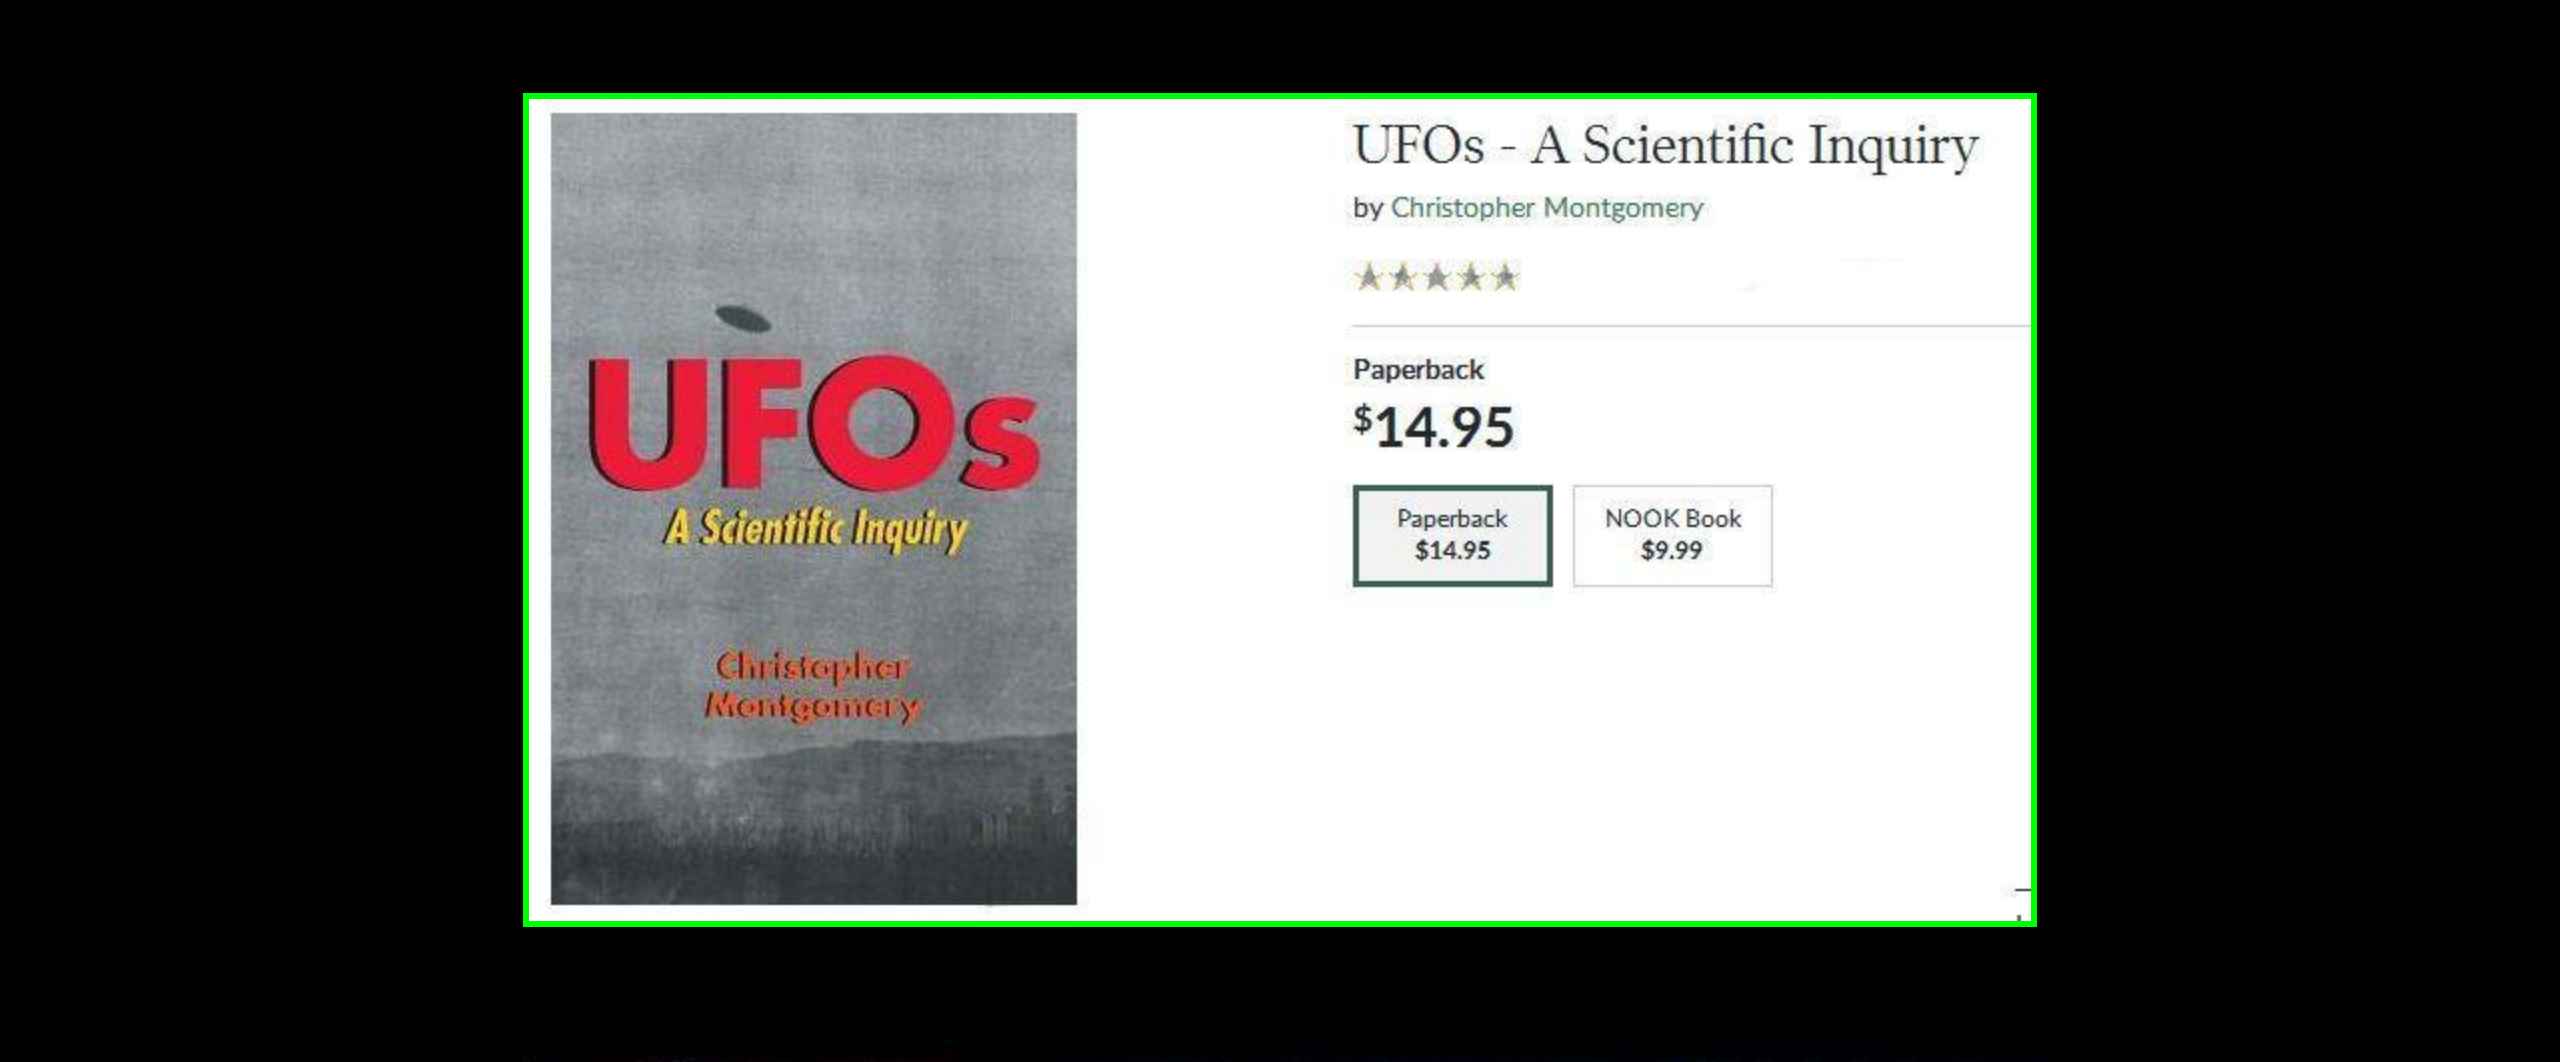 UFOs
A Scientific Inquiry
Christopher
Montgomery
UFOs - A Scientific Inquiry
by Christopher Montgomery
Paperback
$14.95
Paperback
$14.95
NOOK Book
$9.99